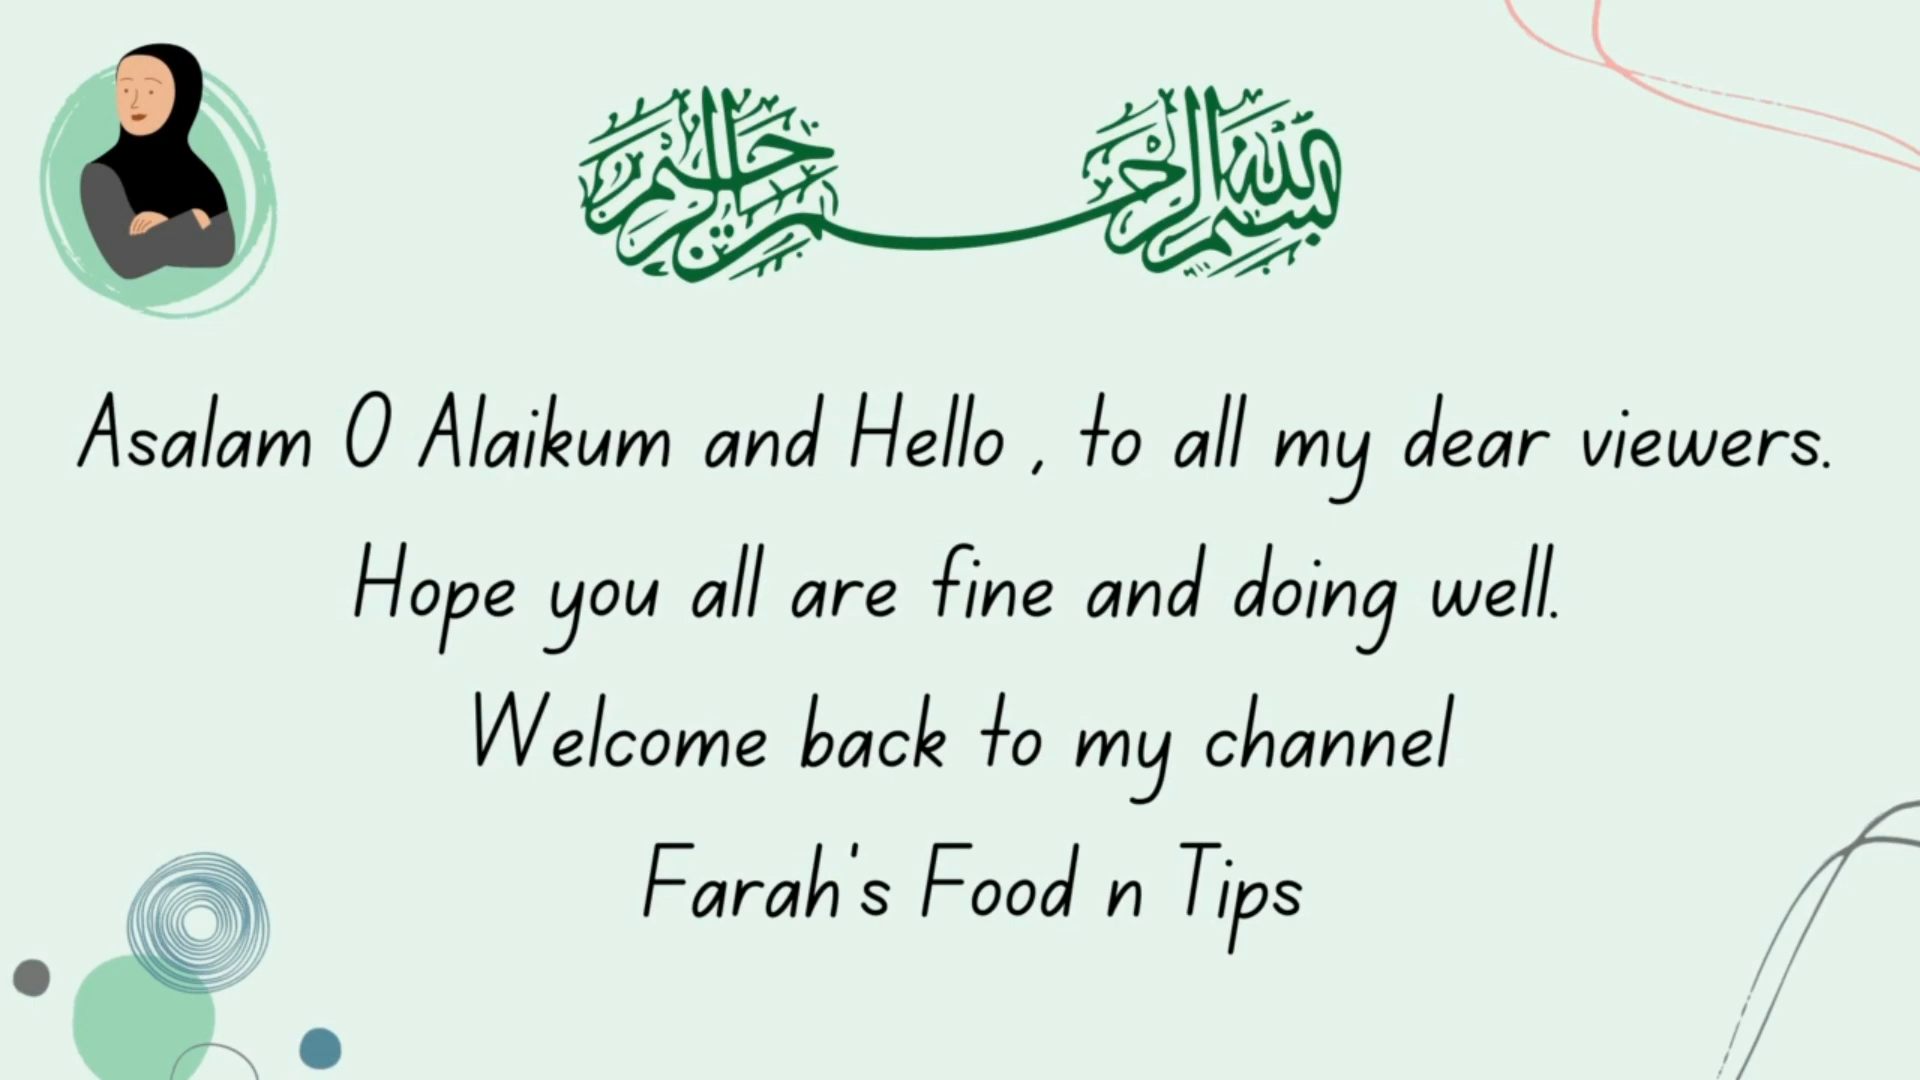 بسم الله الرحمن الرحيم
Asalam O Alaikum and Hello , to all my dear viewers.
Hope you all are fine and doing well.
Welcome back to my channel
Farah's Food n Tips